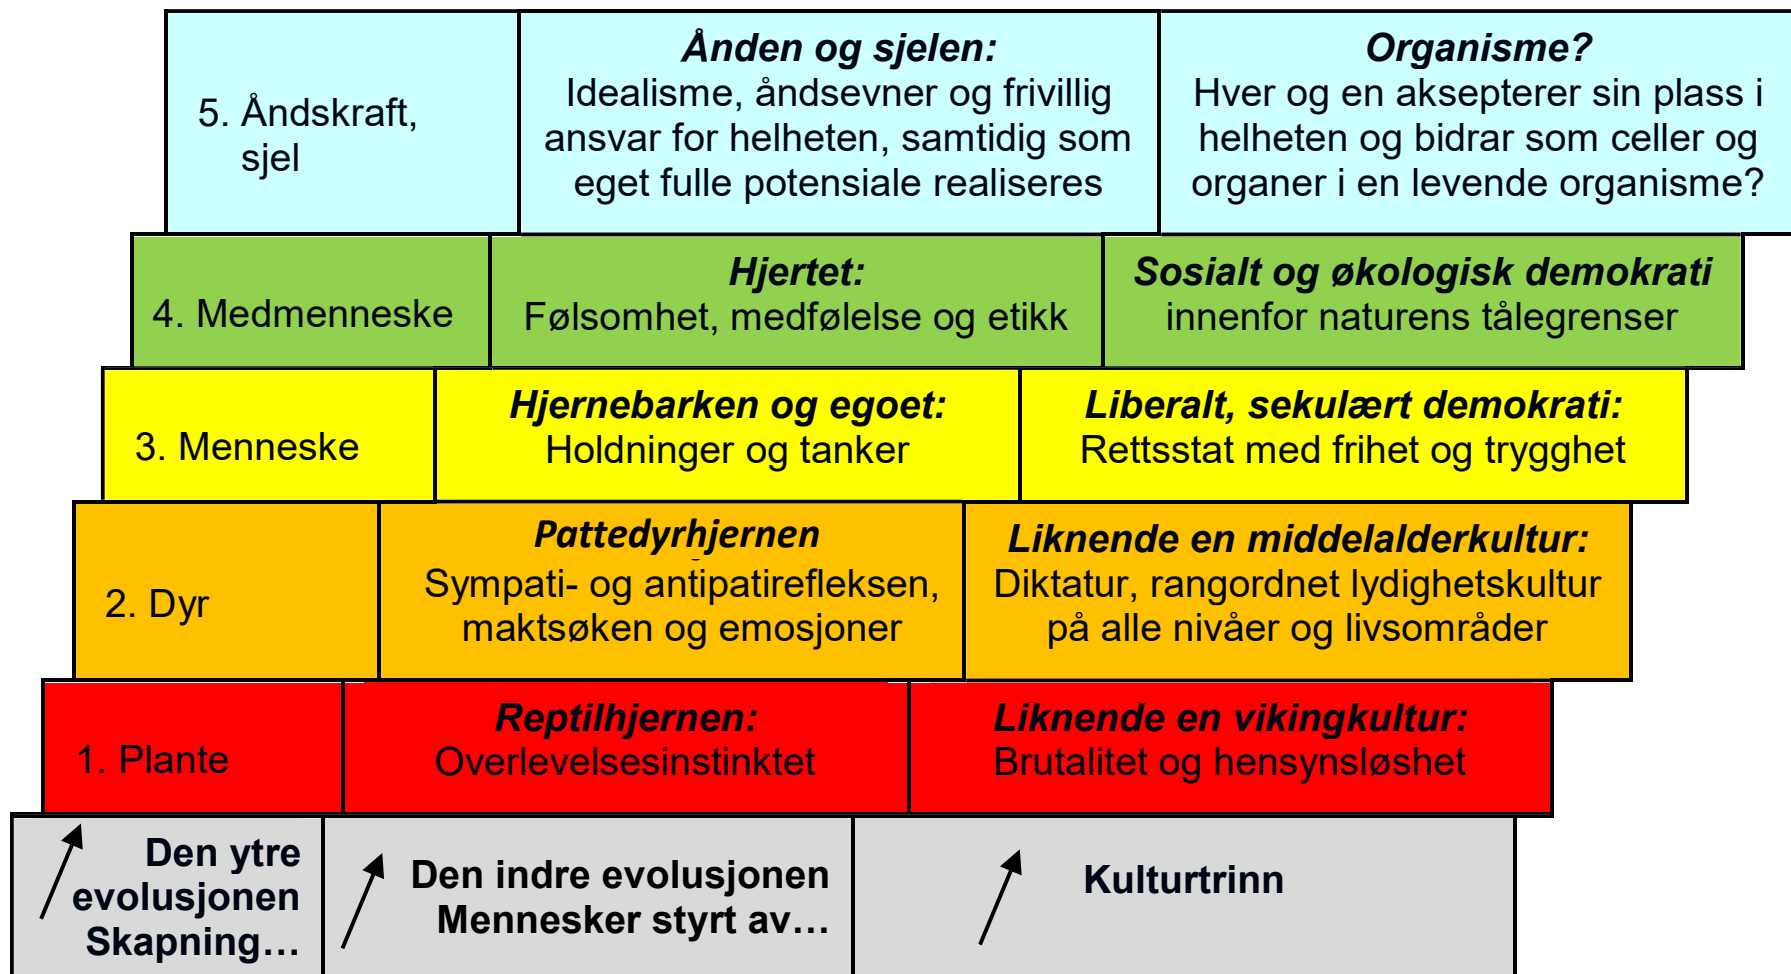 5. Åndskraft,
sjel
Ånden og sjelen:
Idealisme, åndsevner og frivillig
ansvar for helheten, samtidig som
eget fulle potensiale realiseres
Organisme?
Hver og en aksepterer sin plass i
helheten og bidrar som celler og
organer i en levende organisme?
4. Medmenneske
Hjertet:
Følsomhet, medfølelse og etikk
Sosialt og økologisk demokrati
innenfor naturens tålegrenser
3. Menneske
Hjernebarken og egoet:
Holdninger og tanker
Liberalt, sekulært demokrati:
Rettsstat med frihet og trygghet
2. Dyr
Pattedyrhjernen
Sympati- og antipatirefleksen,
maktsøken og emosjoner
Liknende en middelalderkultur:
Diktatur, rangordnet lydighetskultur
på alle nivåer og livsområder
1. Plante
Reptilhjernen:
Overlevelsesinstinktet
Liknende en vikingkultur:
Brutalitet og hensynsløshet
Den ytre
evolusjonen
Skapning…
Den indre evolusjonen
Mennesker styrt av…
Kulturtrinn